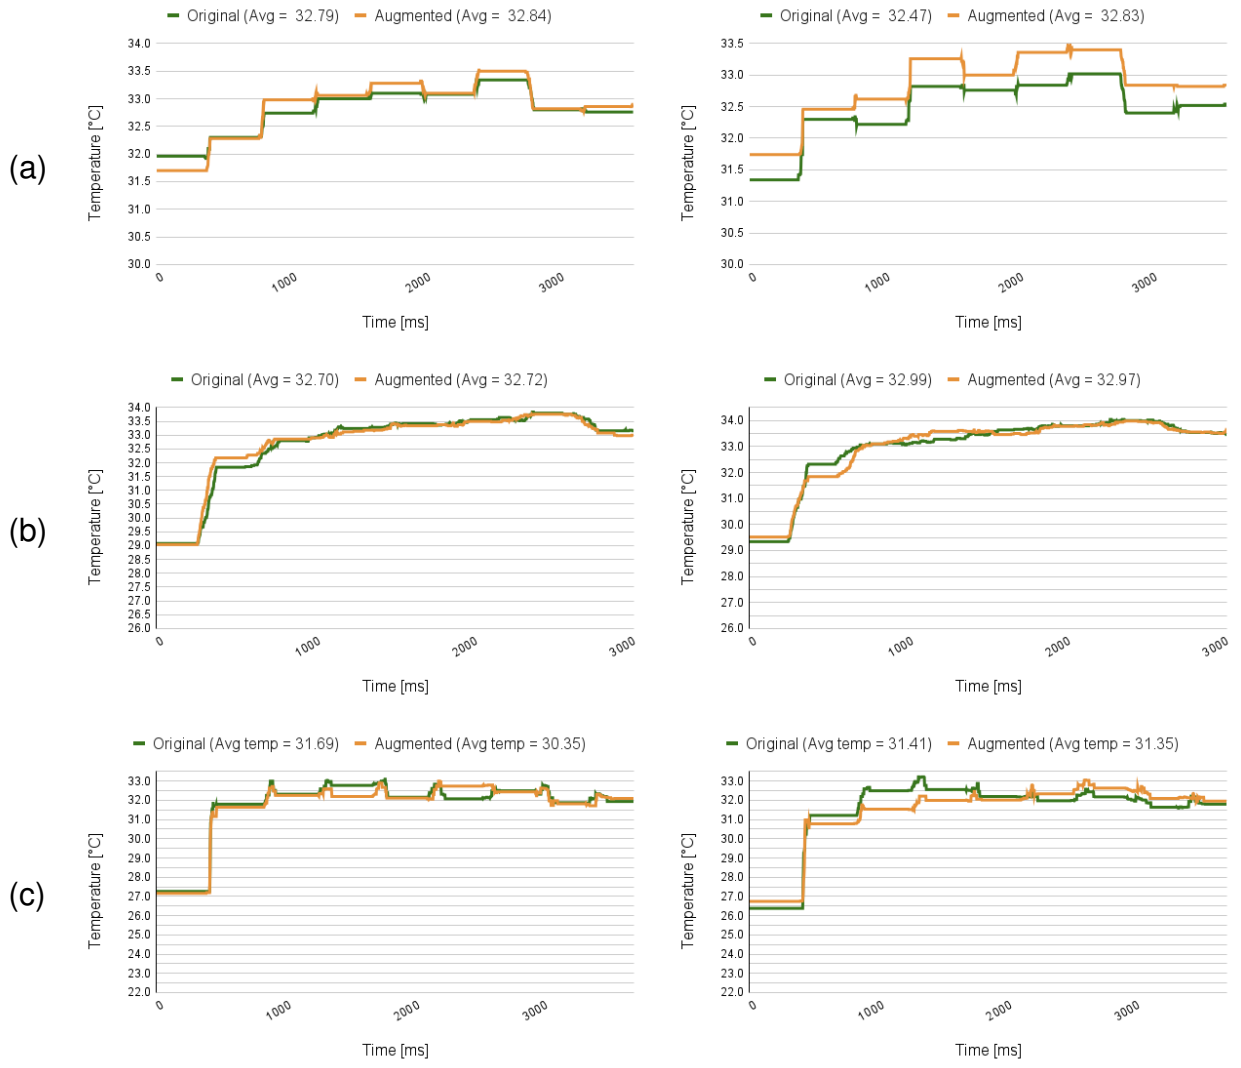 Original (Avg = 32.79) Augmented (Avg = 32.84)
34.0
33.5
33.0
32.5
32.0
31.5
31.0
30.5
30.0
Temperature [°C]
0 1000 2000 3000
Time [ms]
Original (Avg = 32.47) Augmented (Avg = 32.83)
33.5
33.0
32.5
32.0
31.5
31.0
30.5
30.0
Temperature [°C]
0 1000 2000 3000
Time [ms]
(a)
Original (Avg = 32.70) Augmented (Avg = 32.72)
34.0
33.5
33.0
32.5
32.0
31.5
31.0
30.5
30.0
29.5
29.0
28.5
28.0
27.5
27.0
26.5
26.0
Temperature [°C]
0 1000 2000 3000
Time [ms]
Original (Avg = 32.99) Augmented (Avg = 32.97)
34.0
33.0
32.0
31.0
30.0
29.0
28.0
27.0
26.0
Temperature [°C]
0 1000 2000 3000
Time [ms]
(b)
Original (Avg temp = 31.69) Augmented (Avg temp = 30.35)
33.0
32.0
31.0
30.0
29.0
28.0
27.0
26.0
25.0
24.0
23.0
22.0
Temperature [°C]
0 1000 2000 3000
Time [ms]
Original (Avg temp = 31.41) Augmented (Avg temp = 31.35)
33.0
32.0
31.0
30.0
29.0
28.0
27.0
26.0
25.0
24.0
23.0
22.0
Temperature [°C]
0 1000 2000 3000
Time [ms]
(c)